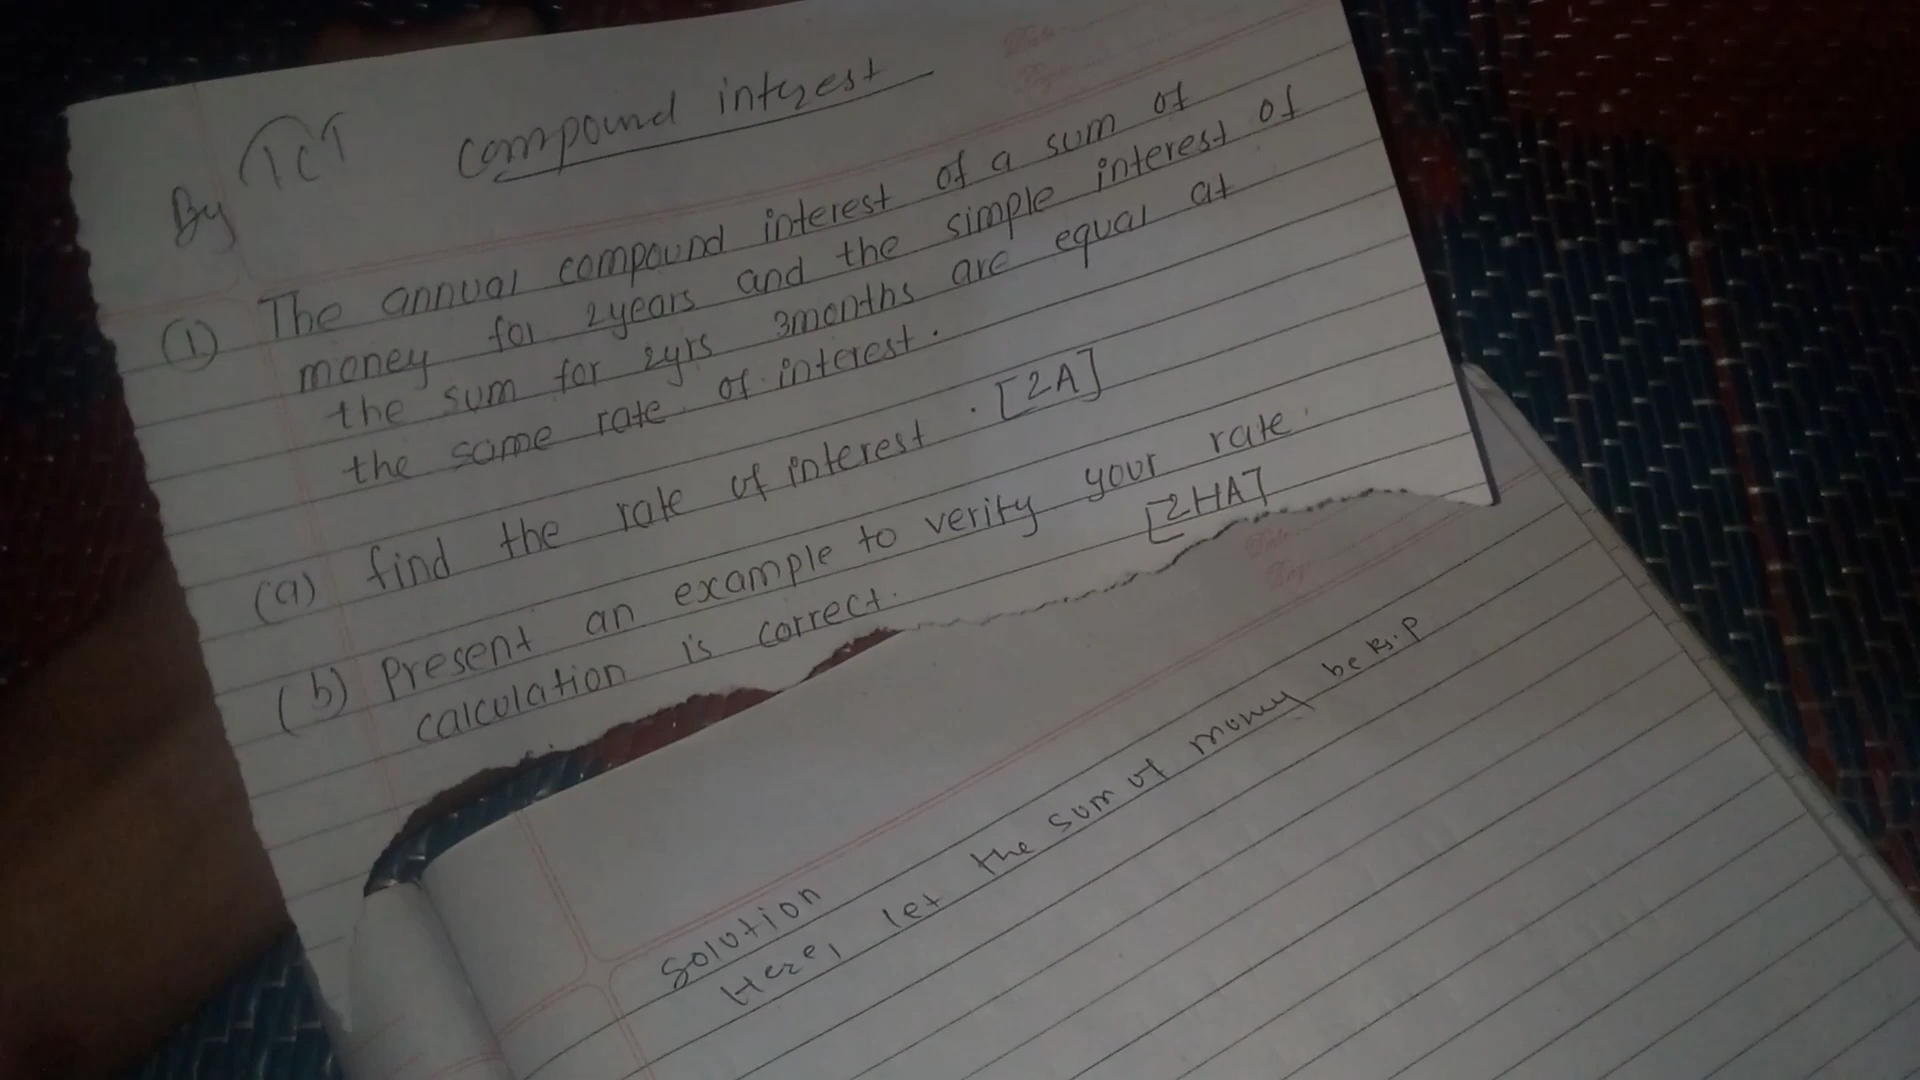 By TCT Compound interest
(1) The annual compound interest of a sum of
money for 2years and the simple interest of
the sum for 2yrs 3months are equal at
the same rate of interest.
(a) find the rate of interest. [2A]
(b) Present an example to verify your rate
calculation is correct. [2HA]
Solution
Here, let the sum of money be Rs. P